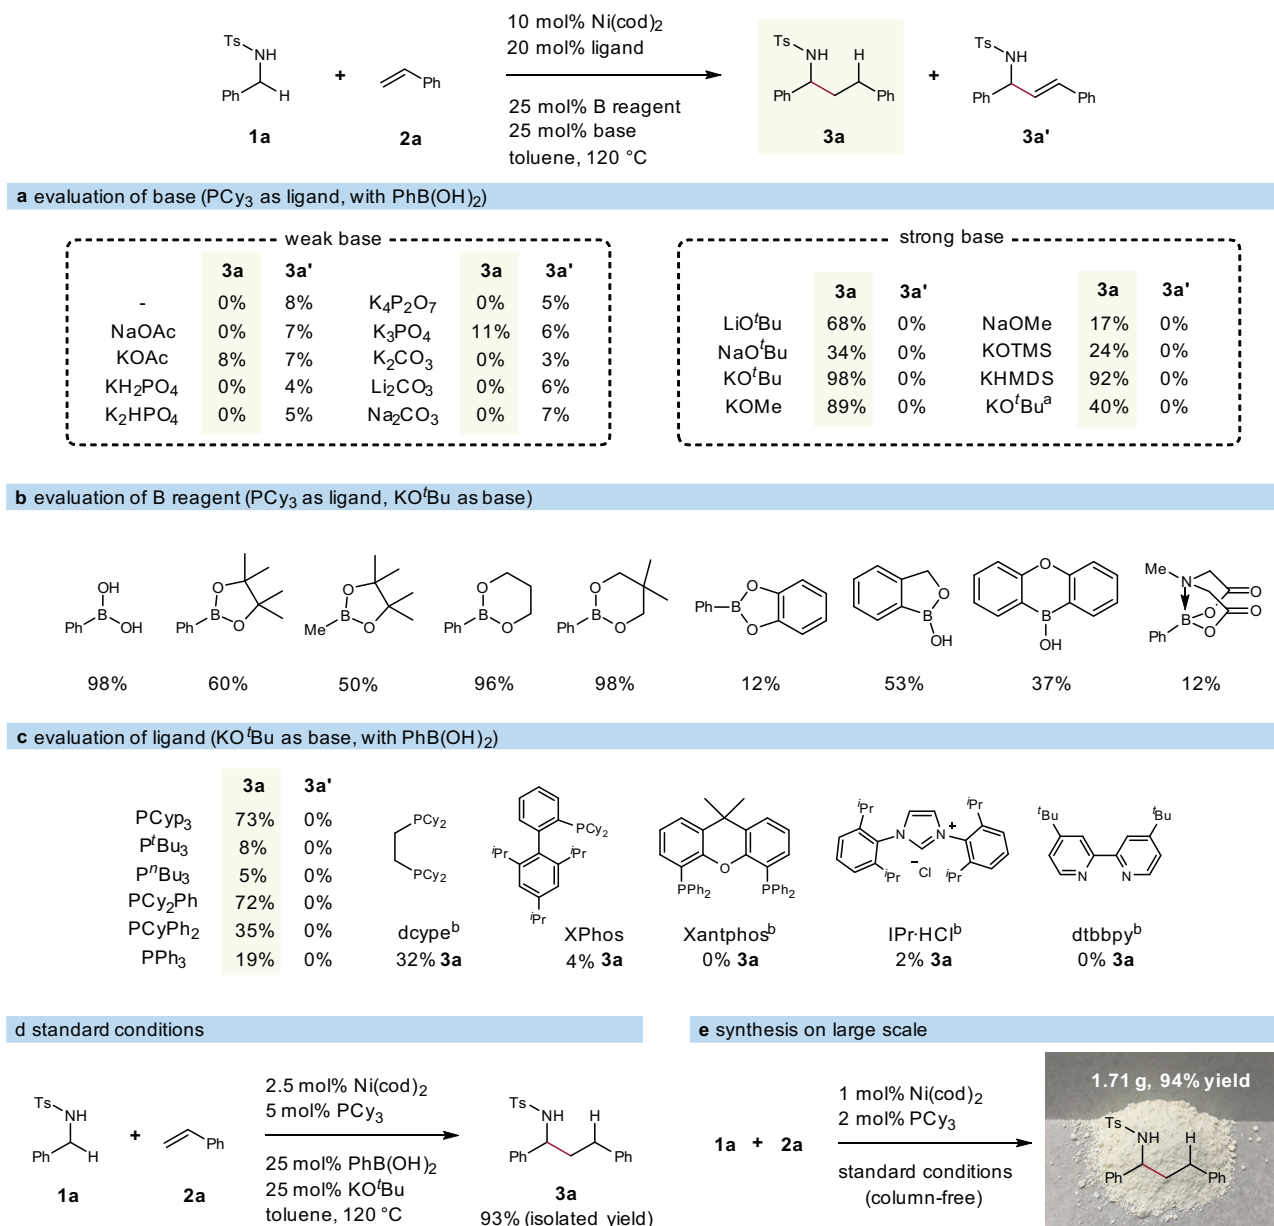 Ts NH Ph H + Ph
1a 2a
10 mol% Ni(cod)2
20 mol% ligand
25 mol% B reagent
25 mol% base
toluene, 120 °C
Ts NH H Ph Ph + Ts NH Ph Ph
3a 3a'
a evaluation of base (PCy3 as ligand, with PhB(OH)2)
weak base
3a 3a' 3a 3a'
- 0% 8% K4P2O7 0% 5%
NaOAc 0% 7% K3PO4 11% 6%
KOAc 8% 7% K2CO3 0% 3%
KH2PO4 0% 4% Li2CO3 0% 6%
K2HPO4 0% 5% Na2CO3 0% 7%
strong base
3a 3a' 3a 3a'
LiOtBu 68% 0% NaOMe 17% 0%
NaOtBu 34% 0% KOTMS 24% 0%
KOtBu 98% 0% KHMDS 92% 0%
KOMe 89% 0% KOtBua 40% 0%
b evaluation of B reagent (PCy3 as ligand, KOtBu as base)
OH B Ph OH
O B Ph O
O B Me O
O B Ph O
O B Ph O
O Ph B O
O B OH
O B OH
Me N O O B O O Ph
98% 60% 50% 96% 98% 12% 53% 37% 12%
c evaluation of ligand (KOtBu as base, with PhB(OH)2)
3a 3a'
PCyp3 73% 0%
PtBu3 8% 0%
PnBu3 5% 0%
PCy2Ph 72% 0%
PCyPh2 35% 0%
PPh3 19% 0%
PCy2 PCy2
dcypeb
32% 3a
PCy2 iPr iPr iPr
XPhos
4% 3a
O PPh2 PPh2
Xantphosb
0% 3a
iPr iPr N N + iPr iPr − Cl
IPr·HClb
2% 3a
tBu tBu N N
dtbbpyb
0% 3a
d standard conditions
Ts NH Ph H + Ph
1a 2a
2.5 mol% Ni(cod)2
5 mol% PCy3
25 mol% PhB(OH)2
25 mol% KOtBu
toluene, 120 °C
Ts NH H Ph Ph
3a
93% (isolated yield)
e synthesis on large scale
1a + 2a
1 mol% Ni(cod)2
2 mol% PCy3
standard conditions
(column-free)
1.71 g, 94% yield
Ts NH H Ph Ph